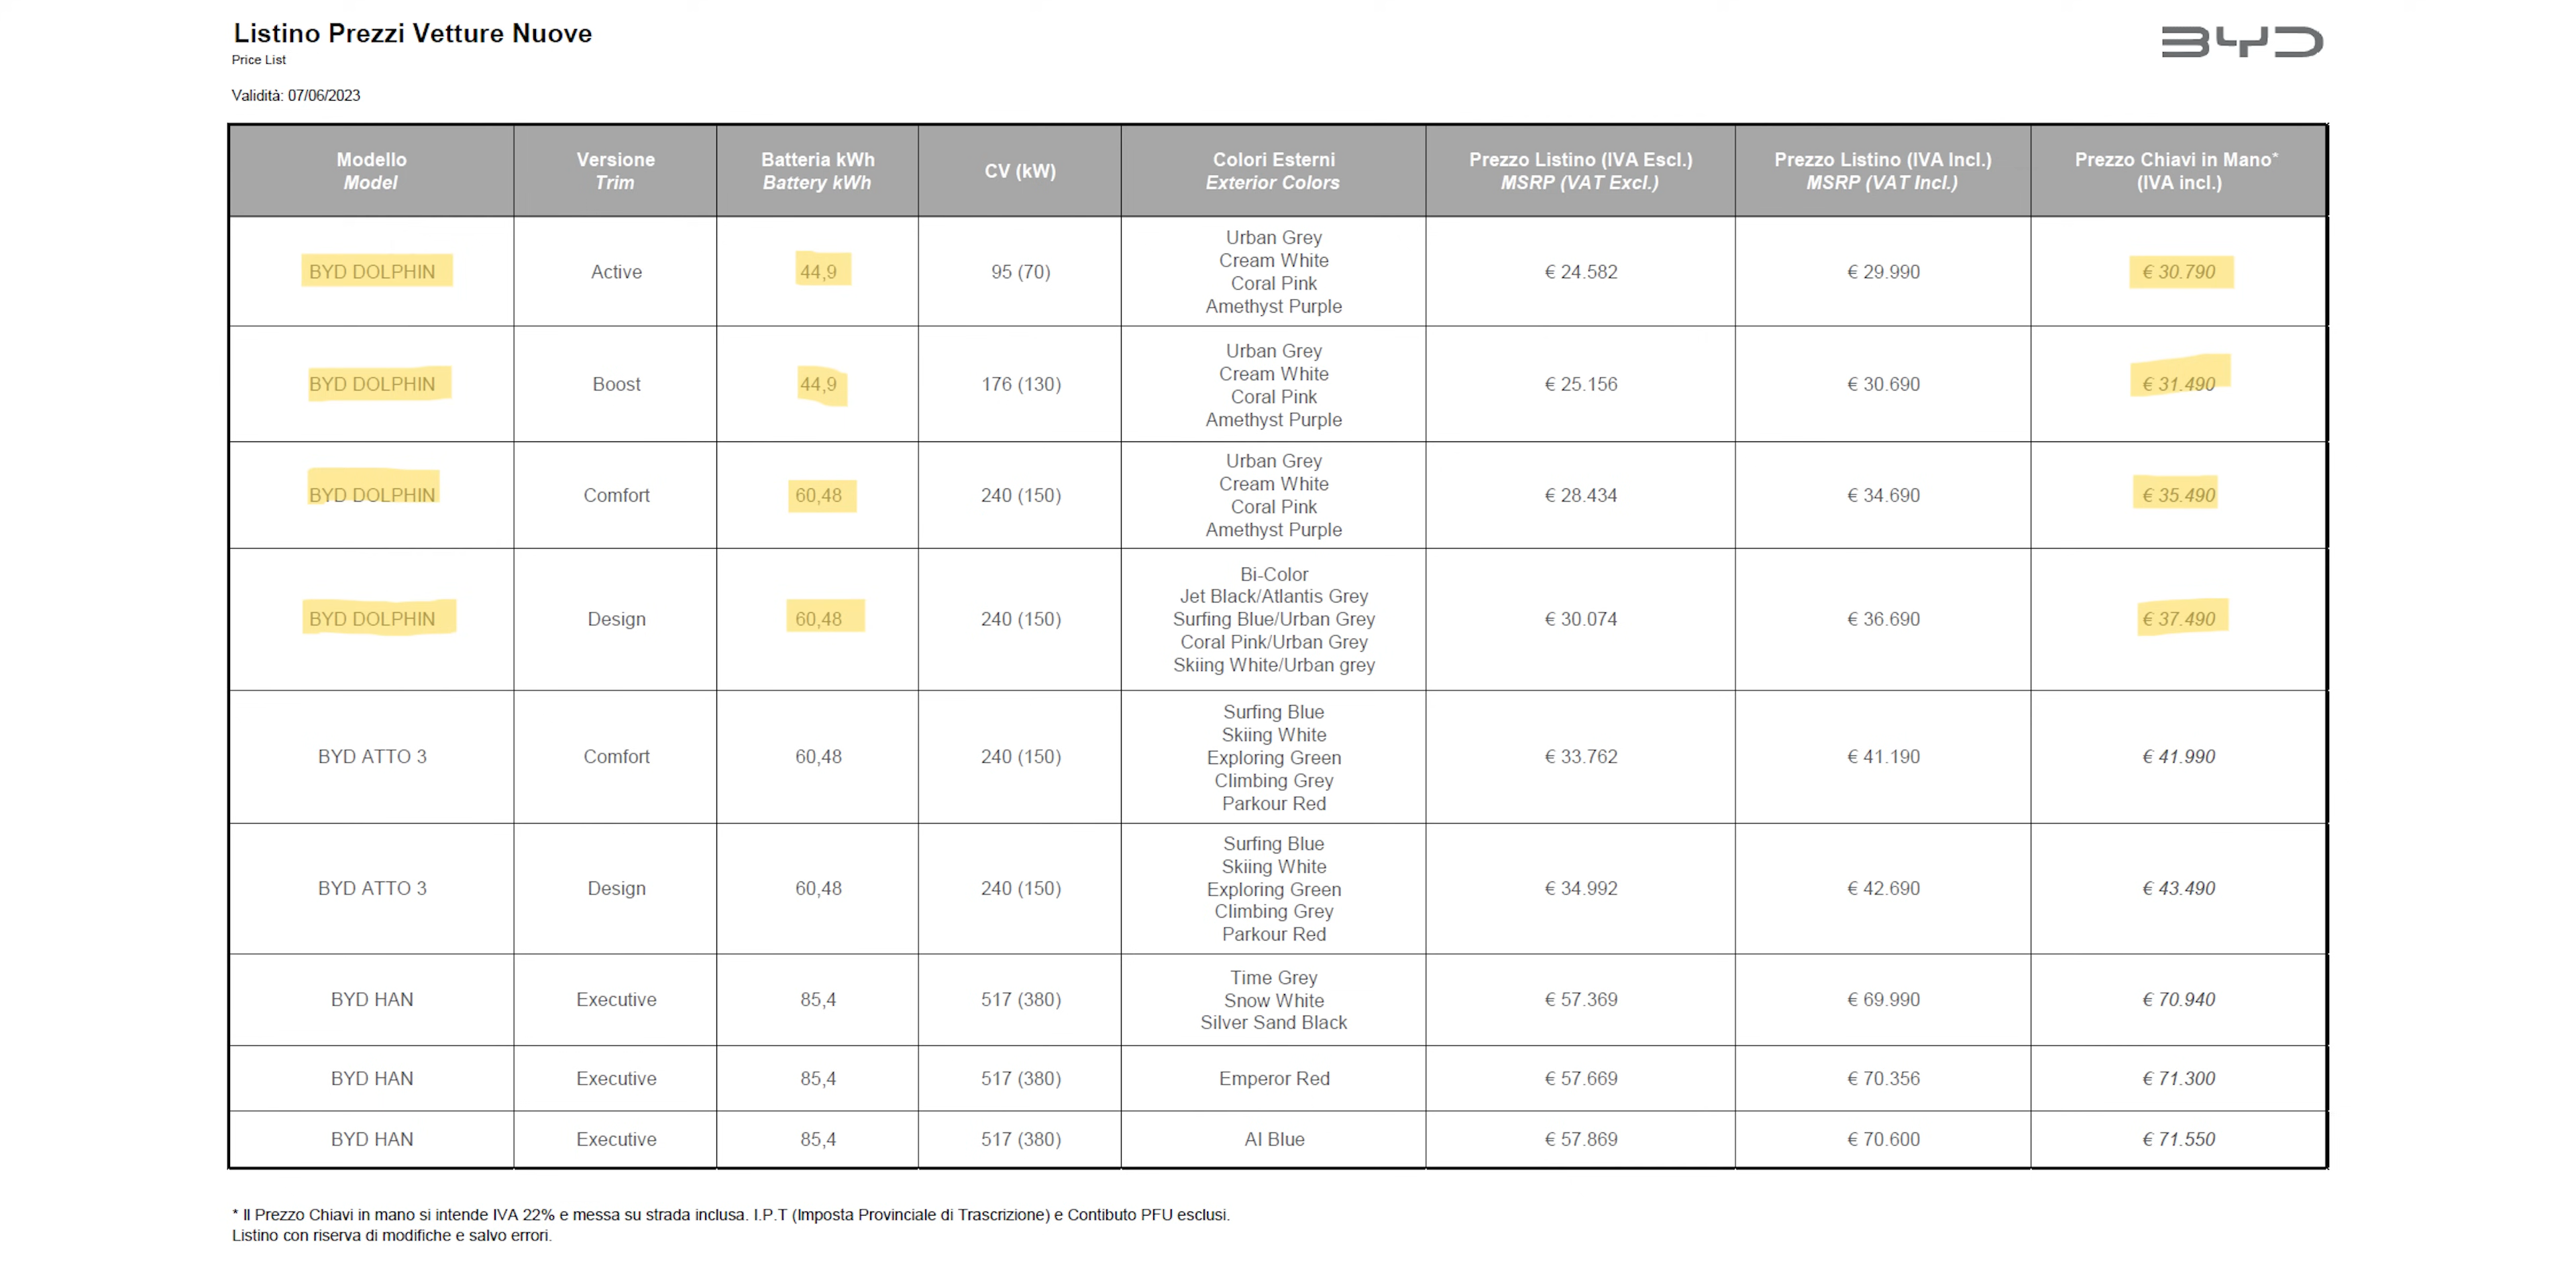 Listino Prezzi Vetture Nuove
BYD
Price List
Validità: 07/06/2023
Modello Versione Batteria kWh CV (kW) Colori Esterni Prezzo Listino (IVA Escl.) Prezzo Listino (IVA Incl.) Prezzo Chiavi in Mano*
Model Trim Battery kWh Exterior Colors MSRP (VAT Excl.) MSRP (VAT Incl.) (IVA incl.)
Urban Grey
Cream White
BYD DOLPHIN Active 44,9 95 (70) € 24.582 € 29.990 € 30.790
Coral Pink
Amethyst Purple
Urban Grey
Cream White
BYD DOLPHIN Boost 44,9 176 (130) € 25.156 € 30.690 € 31.490
Coral Pink
Amethyst Purple
Urban Grey
Cream White
BYD DOLPHIN Comfort 60,48 240 (150) € 28.434 € 34.690 € 35.490
Coral Pink
Amethyst Purple
Bi-Color
Jet Black/Atlantis Grey
BYD DOLPHIN Design 60,48 240 (150) Surfing Blue/Urban Grey € 30.074 € 36.690 € 37.490
Coral Pink/Urban Grey
Skiing White/Urban grey
Surfing Blue
Skiing White
BYD ATTO 3 Comfort 60,48 240 (150) Exploring Green € 33.762 € 41.190 € 41.990
Climbing Grey
Parkour Red
Surfing Blue
Skiing White
BYD ATTO 3 Design 60,48 240 (150) Exploring Green € 34.992 € 42.690 € 43.490
Climbing Grey
Parkour Red
Time Grey
BYD HAN Executive 85,4 517 (380) Snow White € 57.369 € 69.990 € 70.940
Silver Sand Black
BYD HAN Executive 85,4 517 (380) Emperor Red € 57.669 € 70.356 € 71.300
BYD HAN Executive 85,4 517 (380) Al Blue € 57.869 € 70.600 € 71.550
* Il Prezzo Chiavi in mano si intende IVA 22% e messa su strada inclusa. I.P.T (Imposta Provinciale di Trascrizione) e Contibuto PFU esclusi.
Listino con riserva di modifiche e salvo errori.